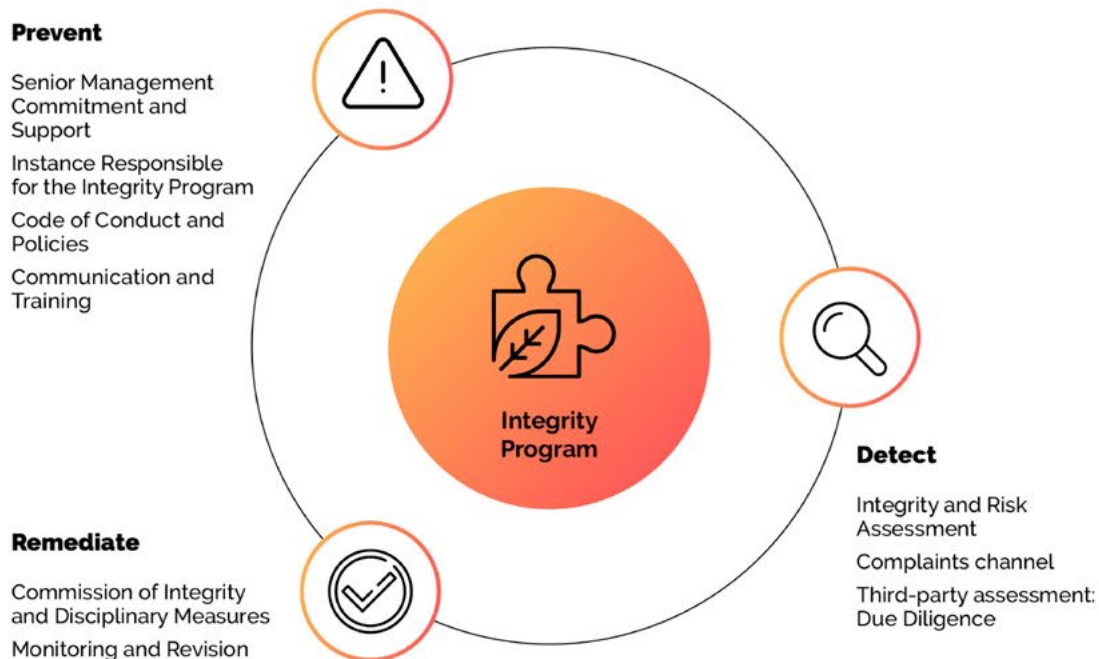 Prevent
Senior Management
Commitment and
Support
Instance Responsible
for the Integrity Program
Code of Conduct and
Policies
Communication and
Training
Integrity
Program
Detect
Integrity and Risk
Assessment
Complaints channel
Third-party assessment:
Due Diligence
Remediate
Commission of Integrity
and Disciplinary Measures
Monitoring and Revision